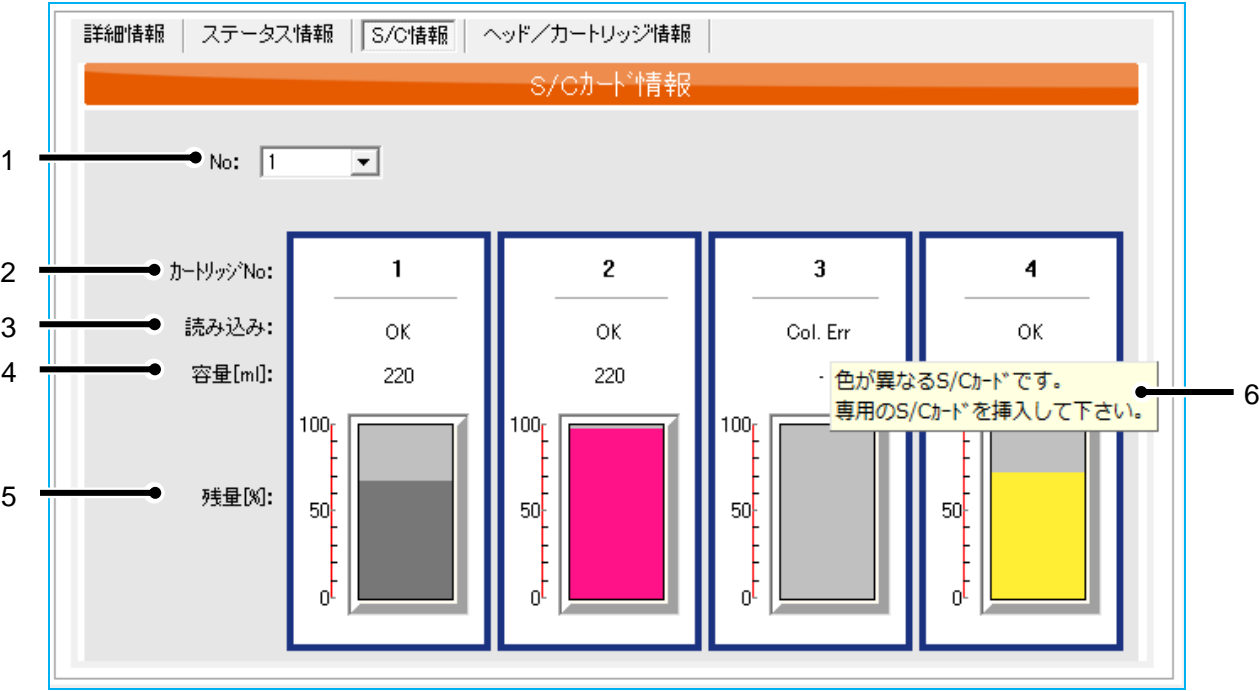 詳細情報 ステータス情報 S/C情報 ヘッド/カートリッジ情報
S/Cカード情報
1 No: 1
2 カートリッジNo: 1 2 3 4
3 読み込み: OK OK Col. Err OK
4 容量[ml]: 220 220 -
色が異なるS/Cカードです。
専用のS/Cカードを挿入して下さい。
6
100 100 100
5 残量[%]: 50 50 50 50
0 0 0 0